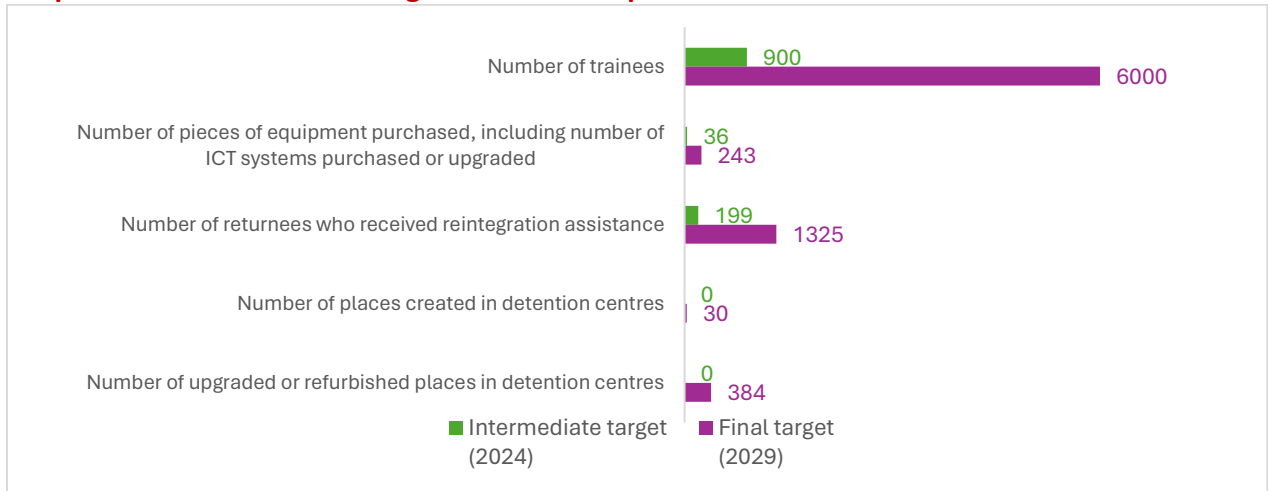 Number of trainees
900
6000
Number of pieces of equipment purchased, including number of
ICT systems purchased or upgraded
36
243
Number of returnees who received reintegration assistance
199
1325
Number of places created in detention centres
0
30
Number of upgraded or refurbished places in detention centres
0
384
Intermediate target
(2024)
Final target
(2029)